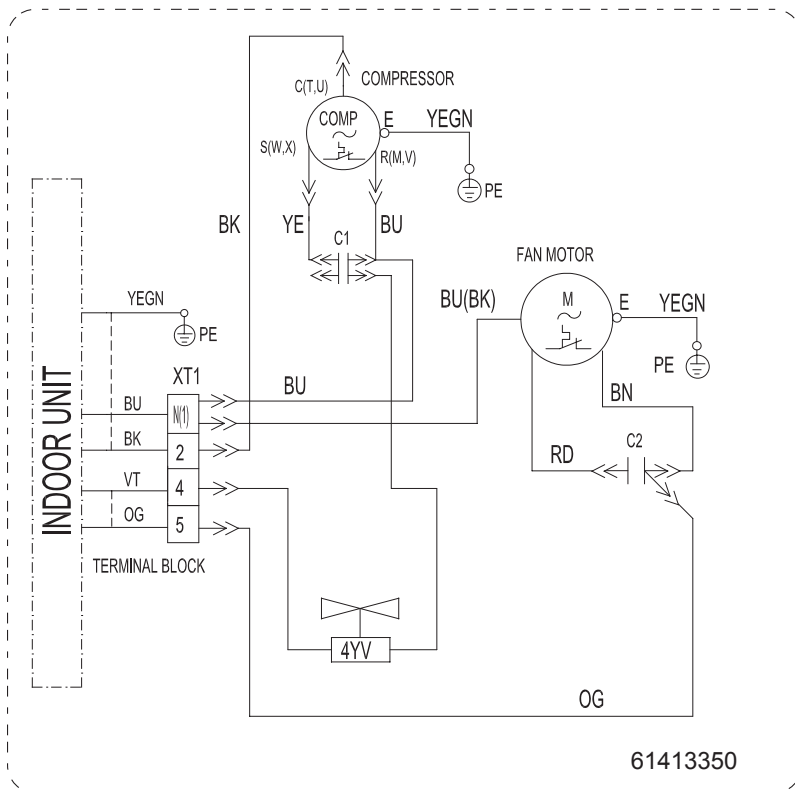 C(T,U)
COMPRESSOR
COMP
E
YEGN
S(W,X)
R(M,V)
PE
BK
YE
C1
BU
FAN MOTOR
BU(BK)
M
E
YEGN
PE
YEGN
PE
XT1
BU
BU
N(1)
BN
BK
2
C2
RD
VT
4
OG
5
INDOOR UNIT
TERMINAL BLOCK
4YV
OG
61413350